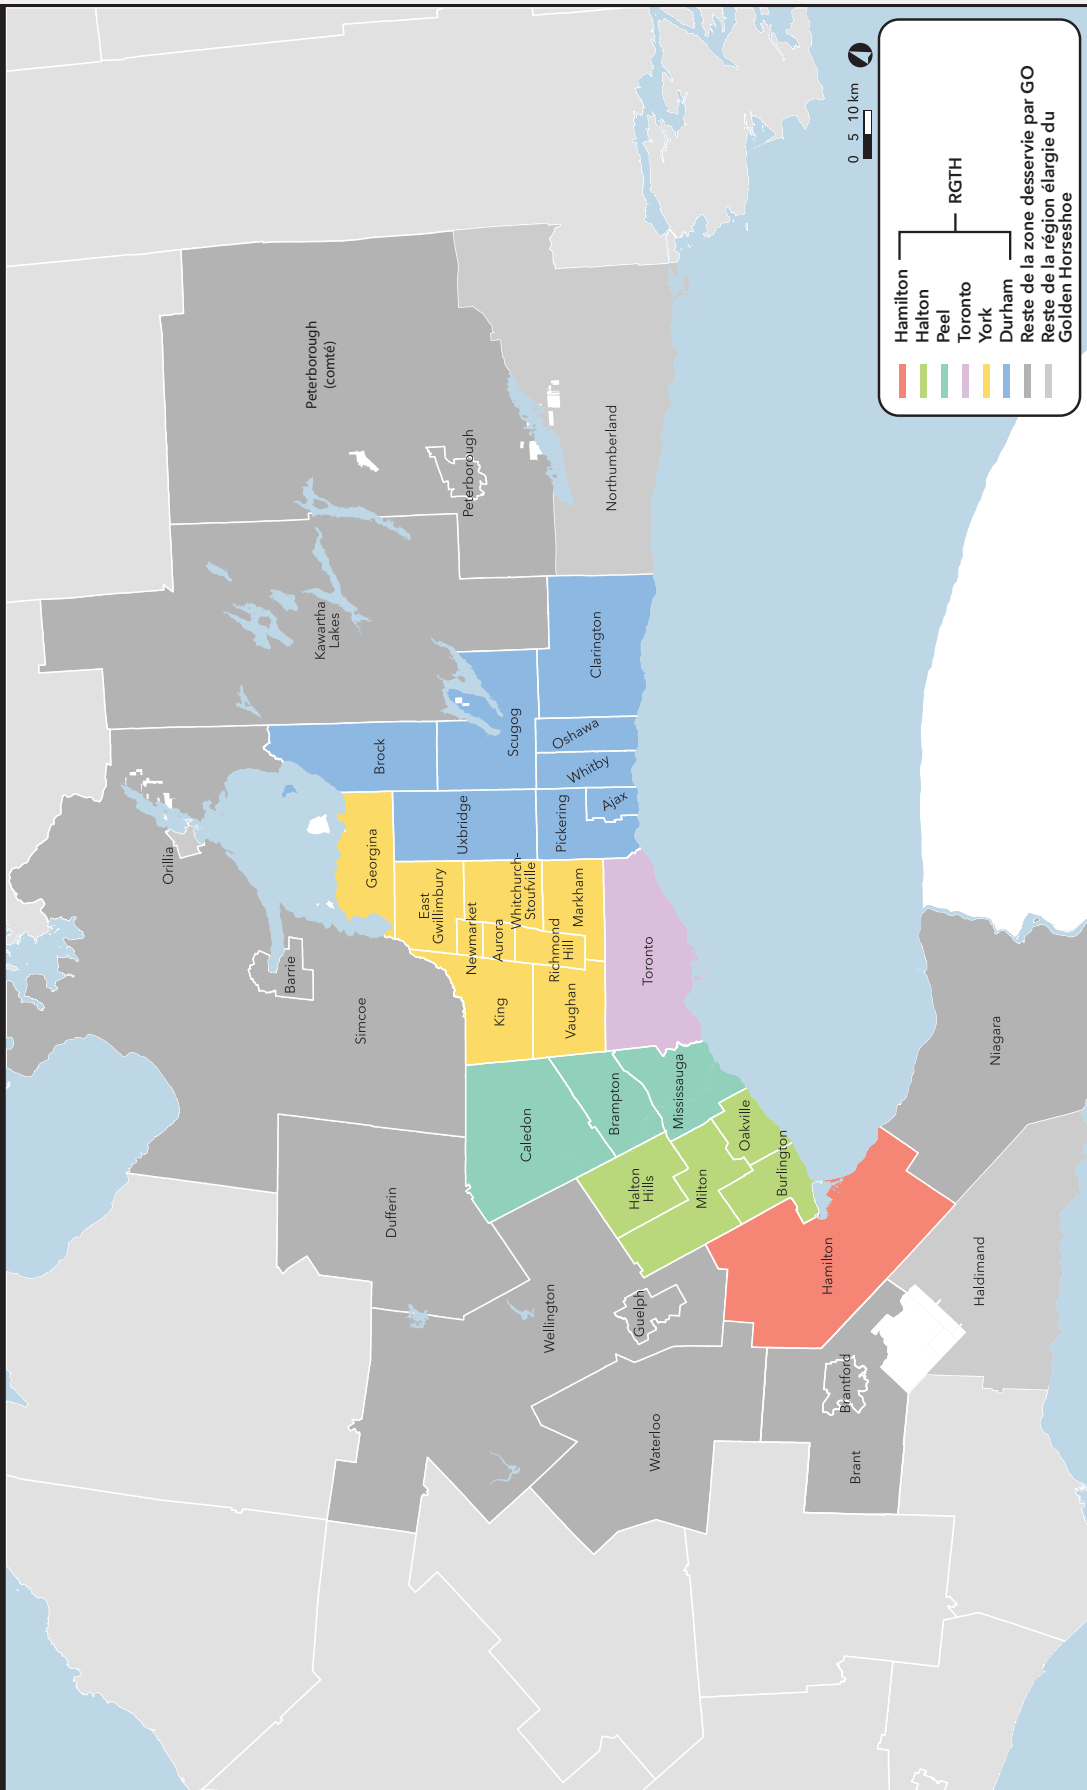 Orillia
Barrie
Simcoe
Dufferin
Wellington
Guelph
Waterloo
Brantford
Brant
Haldimand
Niagara
Hamilton
Halton
Hills
Milton
Oakville
Burlington
Caledon
Brampton
Mississauga
Toronto
King
Vaughan
Richmond
Hill
Newmarket
Aurora
Markham
Whitchurch-
Stoufville
East
Gwillimbury
Georgina
Brock
Uxbridge
Scugog
Pickering
Ajax
Whitby
Oshawa
Clarington
Kawartha
Lakes
Peterborough
(comté)
Peterborough
Northumberland
0 5 10 km
Hamilton
Halton
Peel
Toronto
York
Durham
RGTH
Reste de la zone desservie par GO
Reste de la région élargie du
Golden Horseshoe